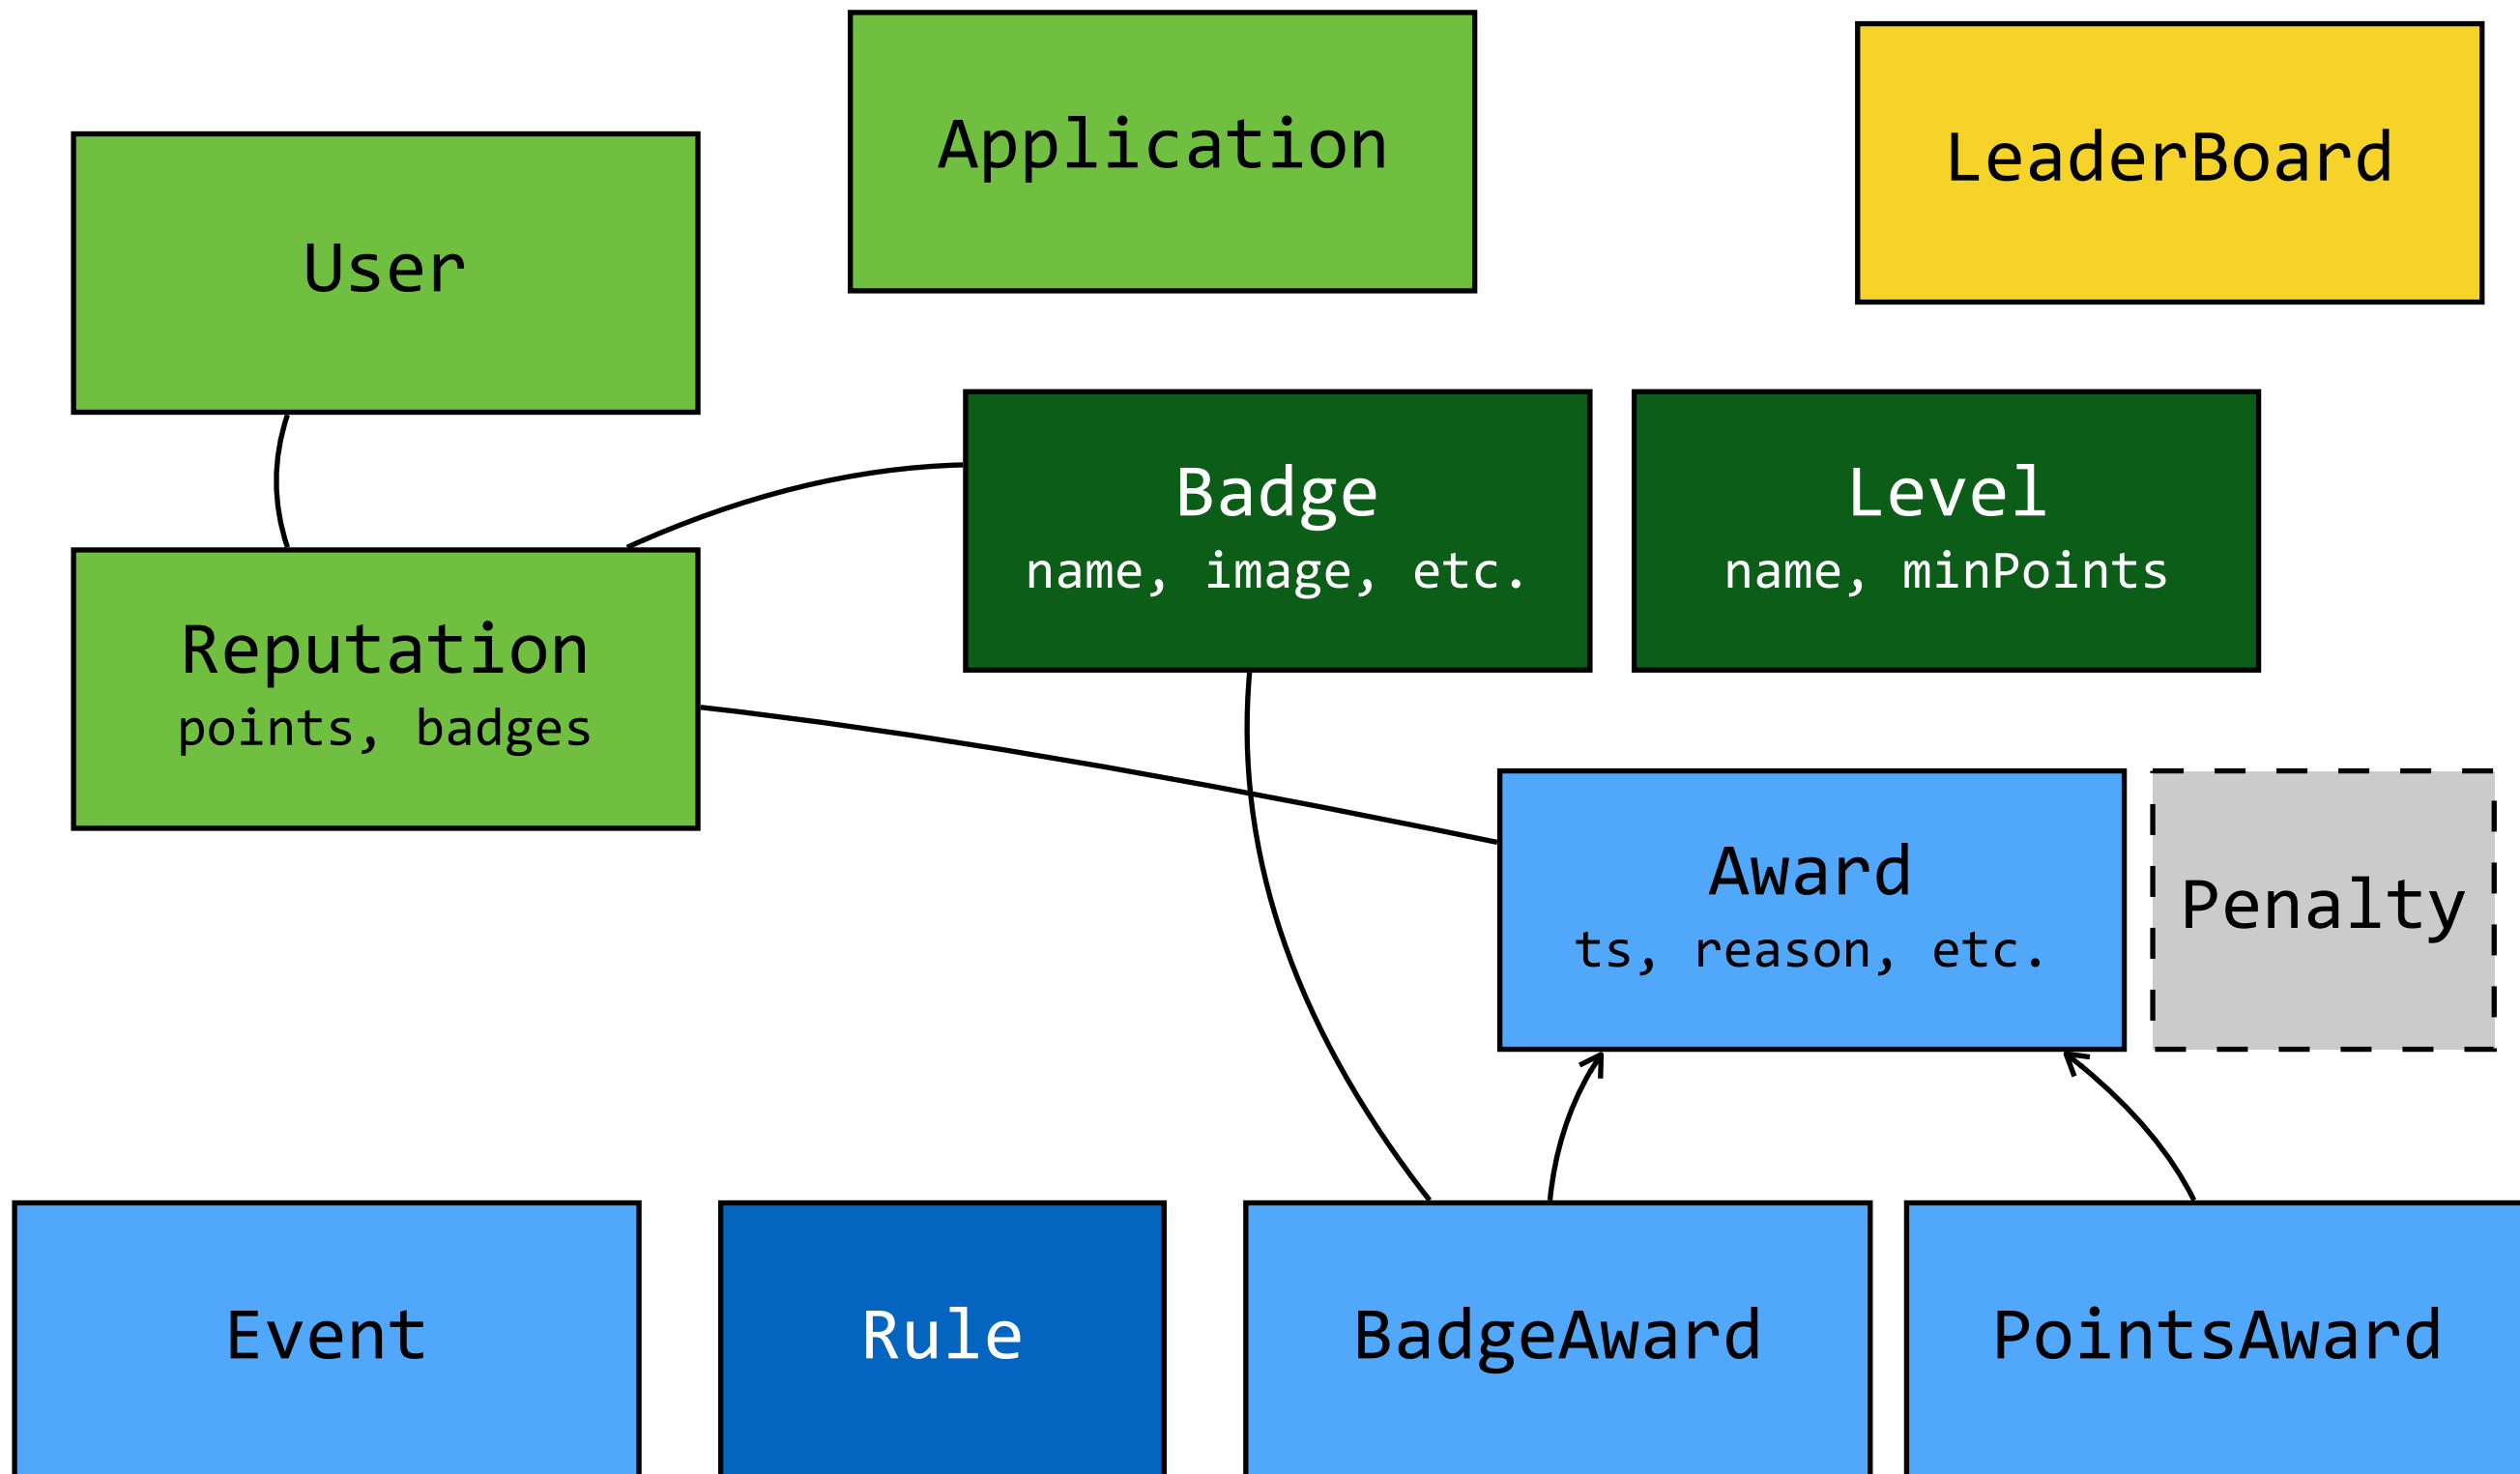 Application
LeaderBoard
User
Badge
name, image, etc.
Level
name, minPoints
Reputation
points, badges
Award
ts, reason, etc.
Penalty
Event
Rule
BadgeAward
PointsAward